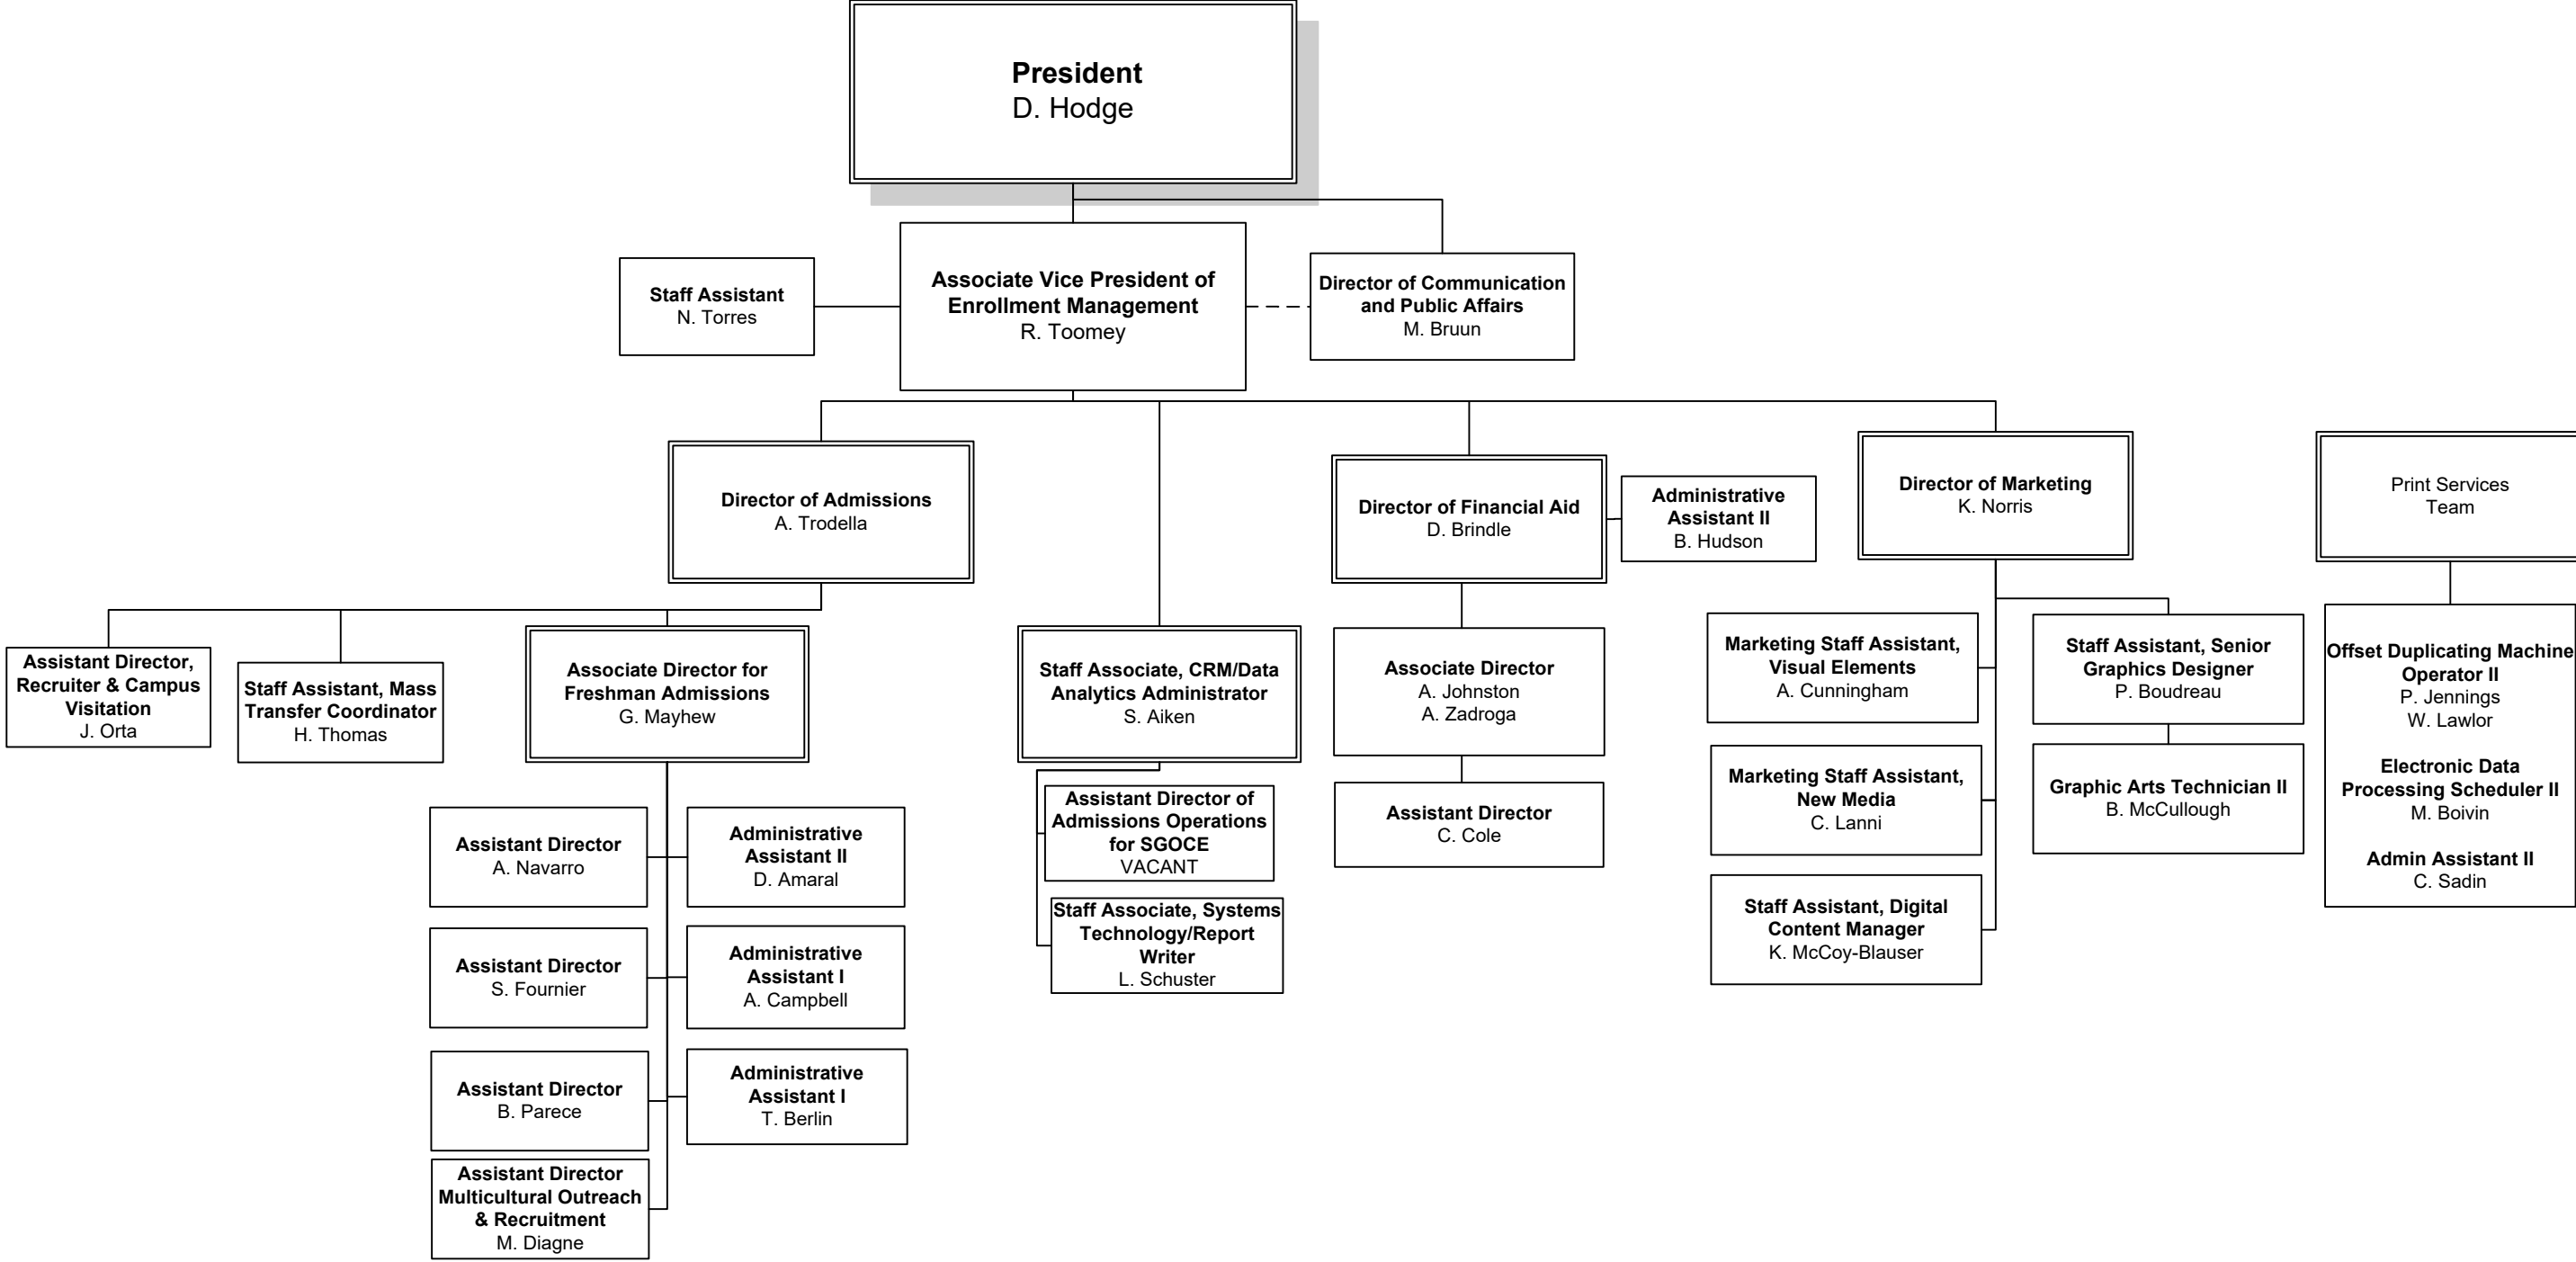 President
D. Hodge
Staff Assistant
N. Torres
Associate Vice President of
Enrollment Management
R. Toomey
Director of Communication
and Public Affairs
M. Bruun
Director of Admissions
A. Trodella
Director of Financial Aid
D. Brindle
Administrative
Assistant II
B. Hudson
Director of Marketing
K. Norris
Print Services
Team
Assistant Director,
Recruiter & Campus
Visitation
J. Orta
Staff Assistant, Mass
Transfer Coordinator
H. Thomas
Associate Director for
Freshman Admissions
G. Mayhew
Staff Associate, CRM/Data
Analytics Administrator
S. Aiken
Associate Director
A. Johnston
A. Zadroga
Marketing Staff Assistant,
Visual Elements
A. Cunningham
Staff Assistant, Senior
Graphics Designer
P. Boudreau
Offset Duplicating Machine
Operator II
P. Jennings
W. Lawlor
Electronic Data
Processing Scheduler II
M. Boivin
Admin Assistant II
C. Sadin
Assistant Director
A. Navarro
Administrative
Assistant II
D. Amaral
Assistant Director of
Admissions Operations
for SGOCE
VACANT
Assistant Director
C. Cole
Marketing Staff Assistant,
New Media
C. Lanni
Graphic Arts Technician II
B. McCullough
Assistant Director
S. Fournier
Administrative
Assistant I
A. Campbell
Staff Associate, Systems
Technology/Report
Writer
L. Schuster
Staff Assistant, Digital
Content Manager
K. McCoy-Blauser
Assistant Director
B. Parece
Administrative
Assistant I
T. Berlin
Assistant Director
Multicultural Outreach
& Recruitment
M. Diagne